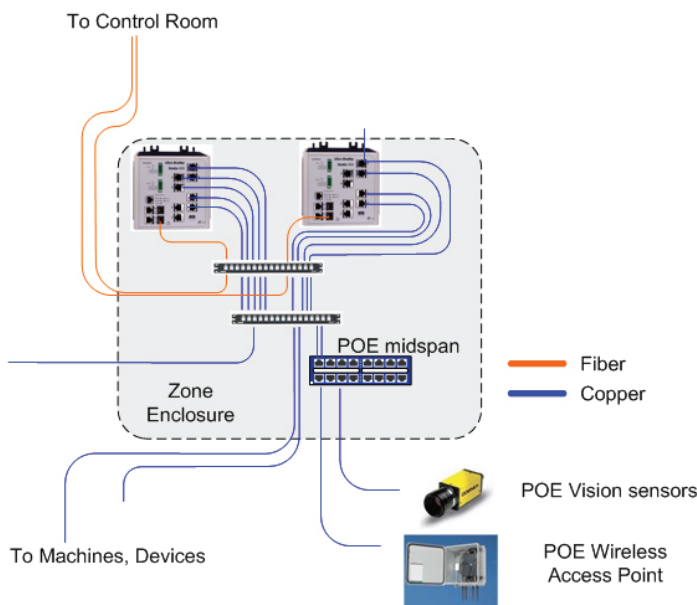 To Control Room
POE midspan
Zone
Enclosure
Fiber
Copper
POE Vision sensors
To Machines, Devices
POE Wireless
Access Point